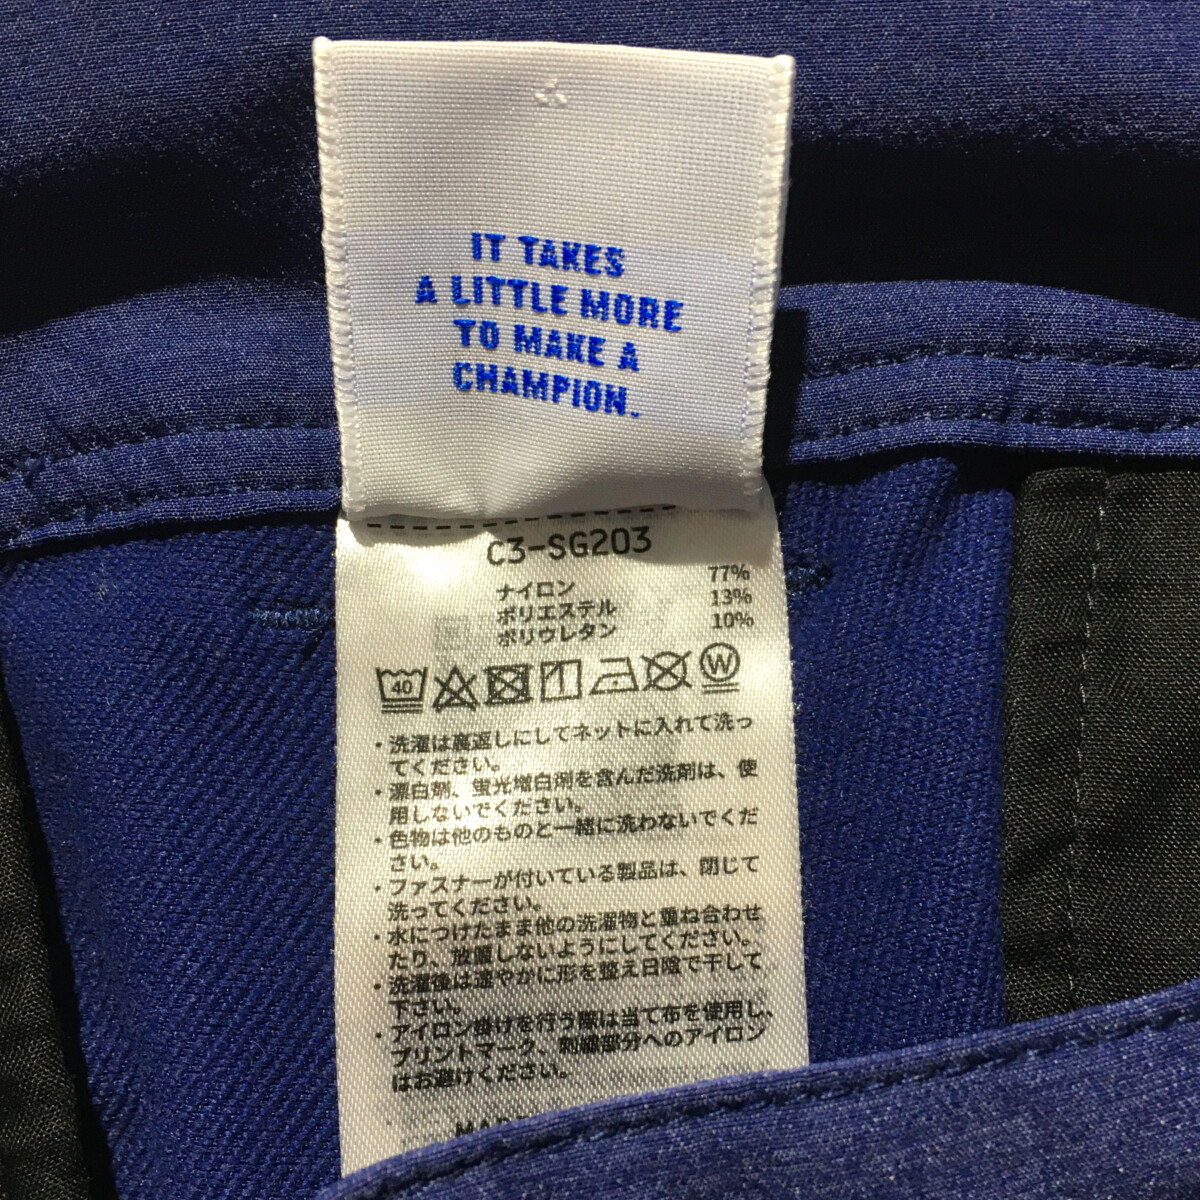 IT TAKES
A LITTLE MORE
TO MAKE A
CHAMPION.
C3-SG203
ナイロン 77%
ポリエステル 13%
ポリウレタン 10%
40 W
・洗濯は裏返しにしてネットに入れて洗っ
てください。
・漂白剤、蛍光増白剤を含んだ洗剤は、使
用しないでください。
・色物は他のものと一緒に洗わないでくだ
さい。
・ファスナーが付いている製品は、閉じて
洗ってください。
・水につけたまま他の洗濯物と重ね合わせ
たり、放置しないようにしてください。
・洗濯後は速やかに形を整え日陰で干して
下さい。
・アイロン掛けを行う際は当て布を使用し、
プリントマーク、刺繍部分へのアイロン
はお避けください。